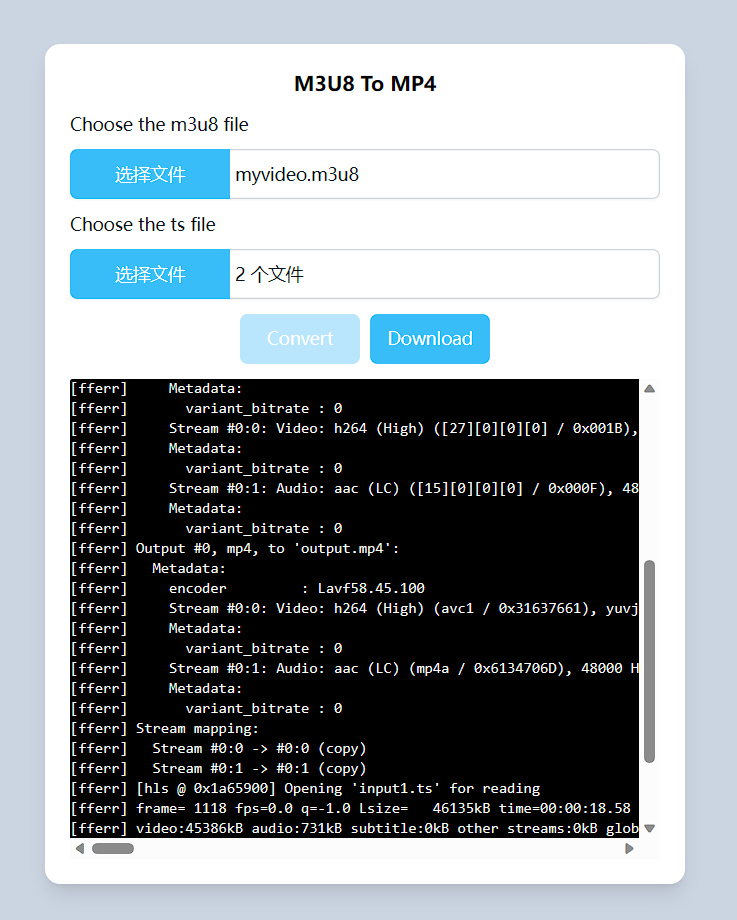 M3U8 To MP4
Choose the m3u8 file
选择文件 myvideo.m3u8
Choose the ts file
选择文件 2 个文件
Convert Download
[fferr]     Metadata:
[fferr]       variant_bitrate : 0
[fferr]     Stream #0:0: Video: h264 (High) ([27][0][0][0] / 0x001B),
[fferr]     Metadata:
[fferr]       variant_bitrate : 0
[fferr]     Stream #0:1: Audio: aac (LC) ([15][0][0][0] / 0x000F), 48
[fferr]     Metadata:
[fferr]       variant_bitrate : 0
[fferr] Output #0, mp4, to 'output.mp4':
[fferr]   Metadata:
[fferr]     encoder         : Lavf58.45.100
[fferr]     Stream #0:0: Video: h264 (High) (avc1 / 0x31637661), yuvj
[fferr]     Metadata:
[fferr]       variant_bitrate : 0
[fferr]     Stream #0:1: Audio: aac (LC) (mp4a / 0x6134706D), 48000 H
[fferr]     Metadata:
[fferr]       variant_bitrate : 0
[fferr] Stream mapping:
[fferr]   Stream #0:0 -> #0:0 (copy)
[fferr]   Stream #0:1 -> #0:1 (copy)
[fferr] [hls @ 0x1a65900] Opening 'input1.ts' for reading
[fferr] frame= 1118 fps=0.0 q=-1.0 Lsize=   46135kB time=00:00:18.58
[fferr] video:45386kB audio:731kB subtitle:0kB other streams:0kB glob